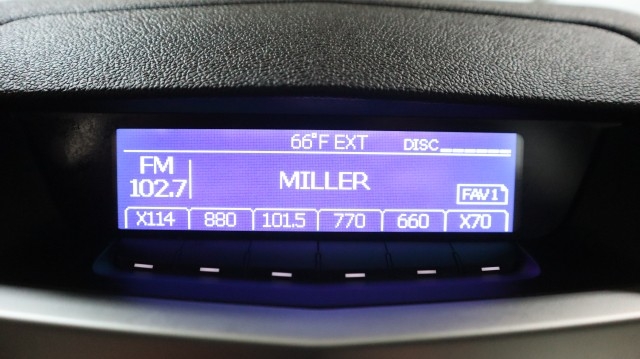 66°F EXT DISC
FM
102.7
MILLER
FAV1
X114 880 101.5 770 660 X70